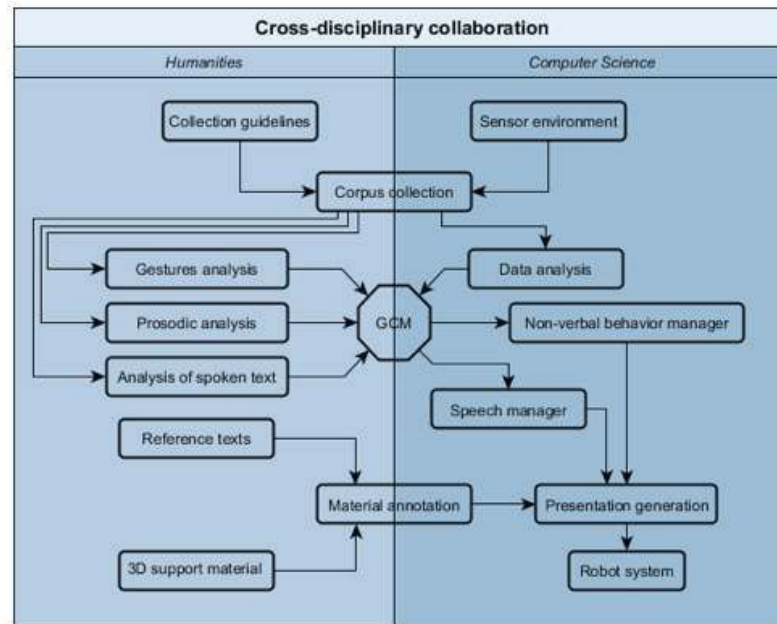 Cross-disciplinary collaboration
Humanities
Computer Science
Collection guidelines
Sensor environment
Corpus collection
Gestures analysis
Data analysis
Prosodic analysis
GCM
Non-verbal behavior manager
Analysis of spoken text
Speech manager
Reference texts
Material annotation
Presentation generation
3D support material
Robot system